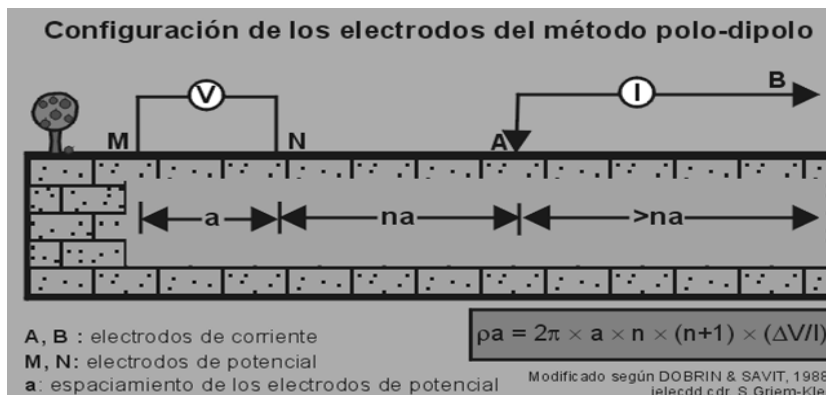 Configuración de los electrodos del método polo-dipolo
V
I
B
M
N
A
a
na
>na
A, B : electrodos de corriente
M, N: electrodos de potencial
a: espaciamiento de los electrodos de potencial
ρa = 2π × a × n × (n+1) × (ΔV/I)
Modificado según DOBRIN & SAVIT, 1988